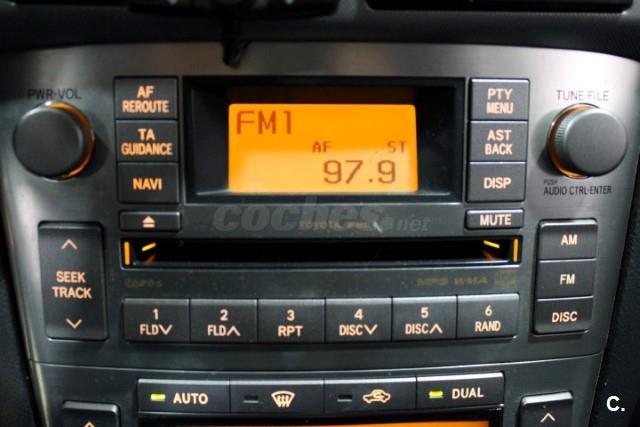 PWR-VOL
AF
REROUTE
TA
GUIDANCE
NAVI
FM1
AF ST
97.9
PTY
MENU
AST
BACK
DISP
TUNE FILE
PUSH
AUDIO CTRL·ENTER
MUTE
coches.net
SEEK
TRACK
MP3 WMA
1
FLD
2
FLD
3
RPT
4
DISC
5
DISC
6
RAND
AM
FM
DISC
AUTO
DUAL
C.